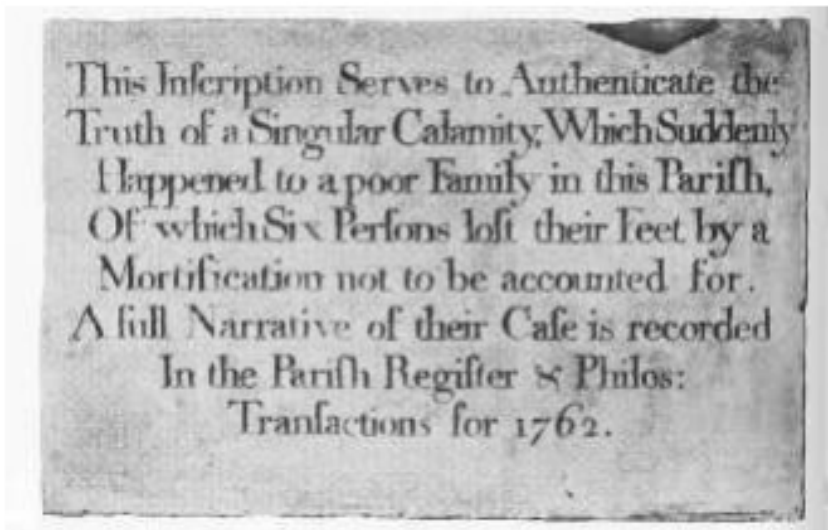 This Inſcription Serves to Authenticate the
Truth of a Singular Calamity, Which Suddenly
Happened to a poor Family in this Pariſh,
Of which Six Perſons loſt their Feet by a
Mortification not to be accounted for.
A full Narrative of their Caſe is recorded
In the Pariſh Regiſter & Philos:
Tranſactions for 1762.